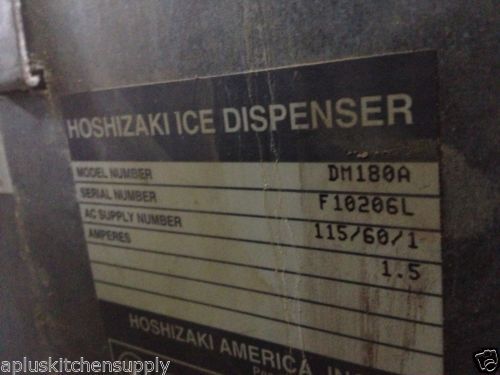 HOSHIZAKI ICE DISPENSER
MODEL NUMBER DM180A
SERIAL NUMBER F10206L
AC SUPPLY NUMBER 115/60/1
AMPERES 1.5
HOSHIZAKI AMERICA, INC
apluskitchensupply